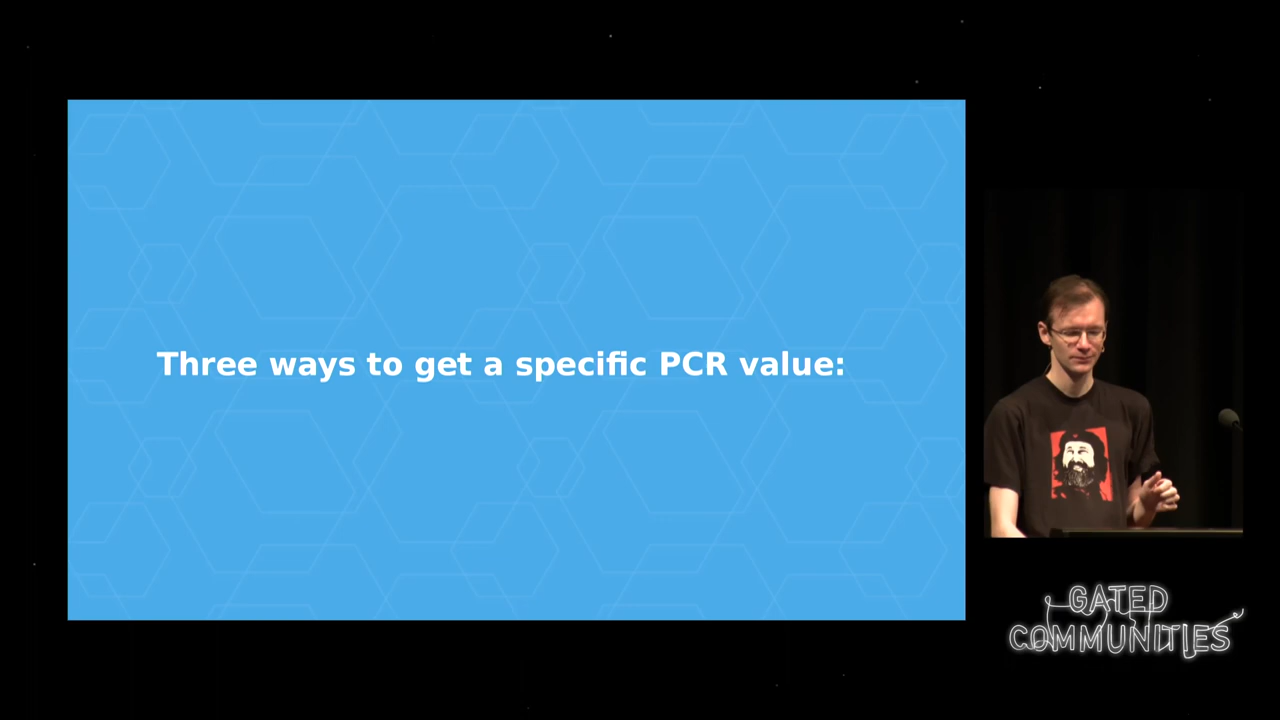 Three ways to get a specific PCR value:
GATED
COMMUNITIES